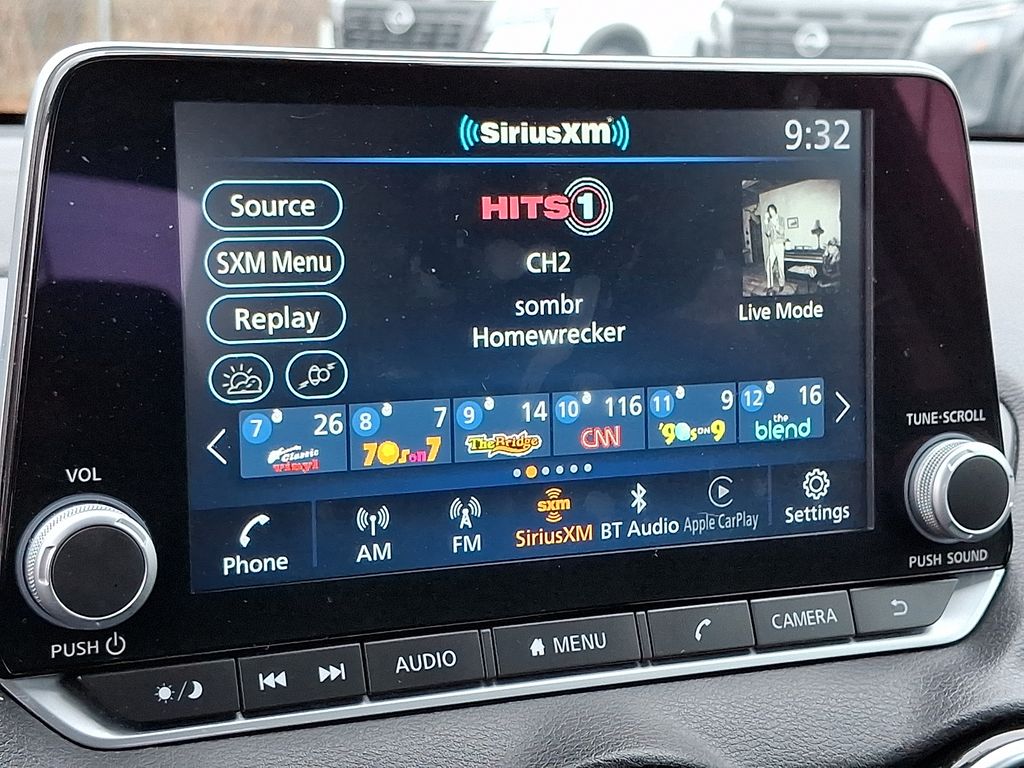 SiriusXM
9:32
Source
SXM Menu
Replay
HITS 1
CH2
sombr
Homewrecker
Live Mode
7 26 Classic vinyl
8 7 70s on 7
9 14 The Bridge
10 116 CNN
11 9 '90s ON 9
12 16 the blend
Phone
AM
FM
sxm
SiriusXM
BT Audio
Apple CarPlay
Settings
VOL
PUSH
TUNE·SCROLL
PUSH SOUND
AUDIO
MENU
CAMERA